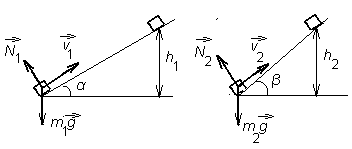 N₁ v₁ h₁ α m₁g
N₂ v₂ h₂ β m₂g